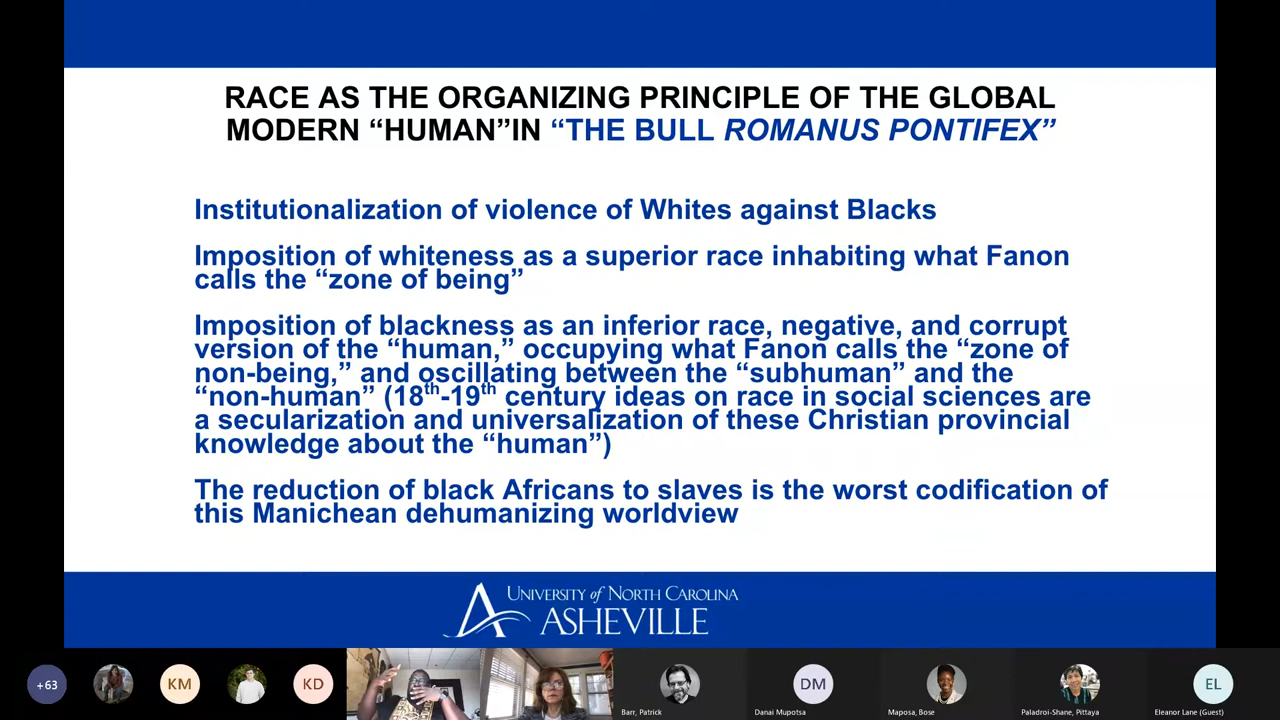 RACE AS THE ORGANIZING PRINCIPLE OF THE GLOBAL
MODERN “HUMAN”IN “THE BULL ROMANUS PONTIFEX”
Institutionalization of violence of Whites against Blacks
Imposition of whiteness as a superior race inhabiting what Fanon
calls the “zone of being”
Imposition of blackness as an inferior race, negative, and corrupt
version of the “human,” occupying what Fanon calls the “zone of
non-being,” and oscillating between the “subhuman” and the
“non-human” (18th-19th century ideas on race in social sciences are
a secularization and universalization of these Christian provincial
knowledge about the “human”)
The reduction of black Africans to slaves is the worst codification of
this Manichean dehumanizing worldview
UNIVERSITY of NORTH CAROLINA
ASHEVILLE
+63
KM
KD
Barr, Patrick
DM
Danai Mupotsa
Maposa, Bose
Paladroi-Shane, Pittaya
EL
Eleanor Lane (Guest)